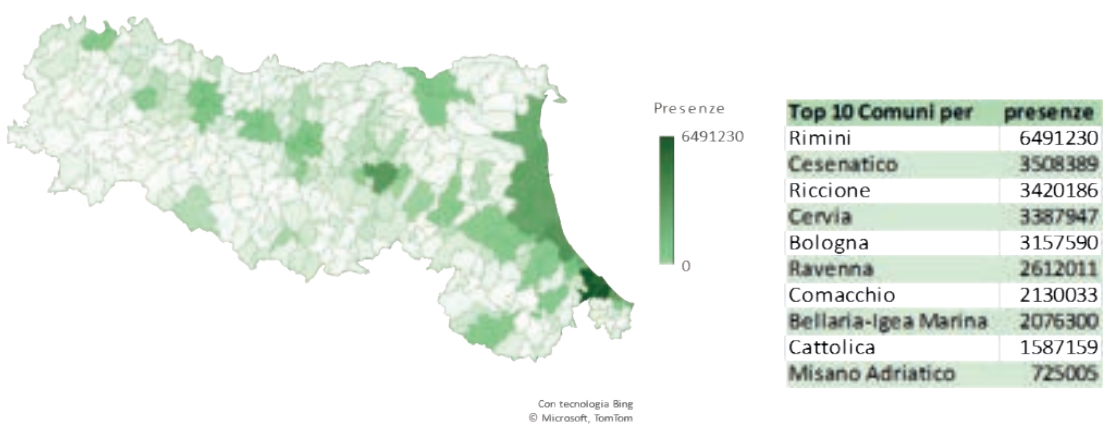 Presenze
6491230
0
Top 10 Comuni per presenze
Rimini 6491230
Cesenatico 3508389
Riccione 3420186
Cervia 3387947
Bologna 3157590
Ravenna 2612011
Comacchio 2130033
Bellaria-Igea Marina 2076300
Cattolica 1587159
Misano Adriatico 725005
Con tecnologia Bing
© Microsoft, TomTom